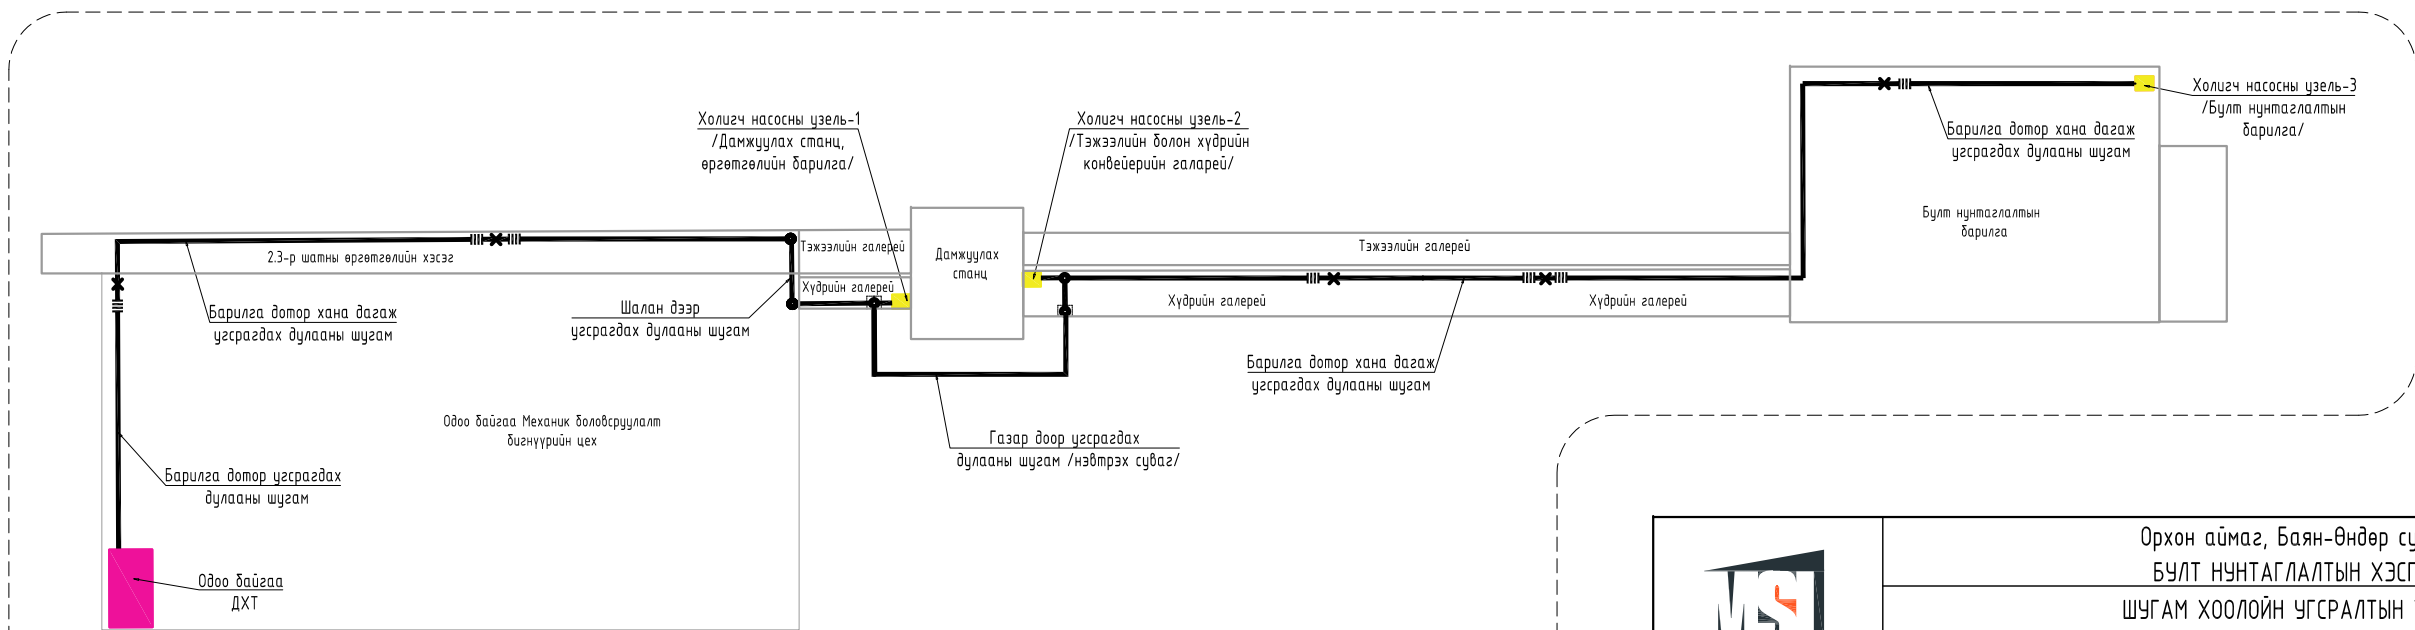 Холигч насосны узель-1
/Дамжуулах станц,
өргөтгөлийн барилга/
Холигч насосны узель-2
/Тэжээлийн болон хүдрийн
конвейерийн галарей/
Холигч насосны узель-3
/Бүлт нунтаглалтын
барилга/
Барилга дотор хана дагаж
угсрагдах дулааны шугам
Бүлт нунтаглалтын
барилга
Тэжээлийн галерей
Дамжуулах
станц
Тэжээлийн галерей
2.3-р шатны өргөтгөлийн хэсэг
Хүдрийн галерей
Хүдрийн галерей
Хүдрийн галерей
Барилга дотор хана дагаж
угсрагдах дулааны шугам
Шалан дээр
угсрагдах дулааны шугам
Барилга дотор хана дагаж
угсрагдах дулааны шугам
Одоо байгаа Механик боловсруулалт
бигнүүрийн цех
Газар доор угсрагдах
дулааны шугам /нэвтрэх суваг/
Барилга дотор угсрагдах
дулааны шугам
Одоо байгаа
ДХТ
Орхон аймаг, Баян-Өндөр су
БҮЛТ НУНТАГЛАЛТЫН ХЭСГ
ШУГАМ ХООЛОЙН УГСРАЛТЫН